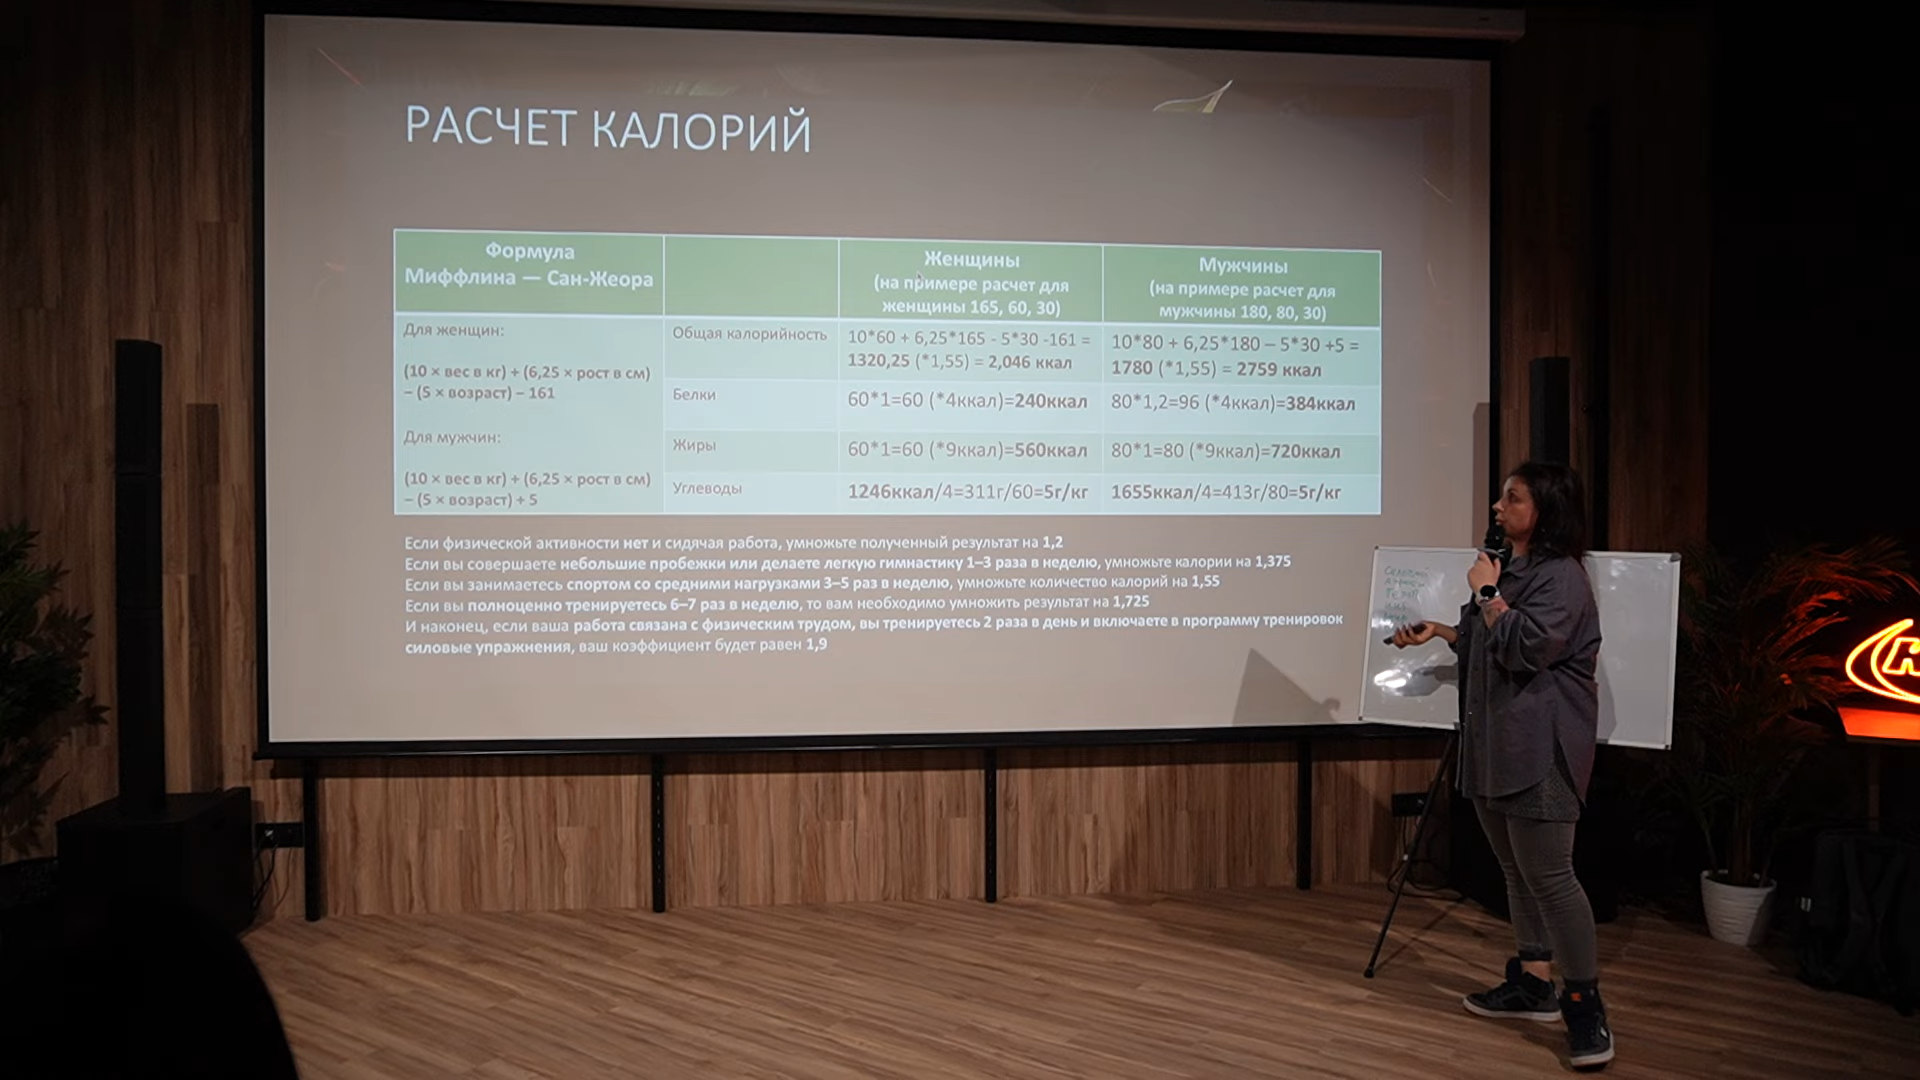 РАСЧЕТ КАЛОРИЙ
Формула
Миффлина — Сан-Жеора
Женщины
(на примере расчет для
женщины 165, 60, 30)
Мужчины
(на примере расчет для
мужчины 180, 80, 30)
Для женщин:
(10 × вес в кг) + (6,25 × рост в см)
– (5 × возраст) – 161
Для мужчин:
(10 × вес в кг) + (6,25 × рост в см)
– (5 × возраст) + 5
Общая калорийность
10*60 + 6,25*165 - 5*30 -161 =
1320,25 (*1,55) = 2,046 ккал
10*80 + 6,25*180 – 5*30 +5 =
1780 (*1,55) = 2759 ккал
Белки
60*1=60 (*4ккал)=240ккал
80*1,2=96 (*4ккал)=384ккал
Жиры
60*1=60 (*9ккал)=560ккал
80*1=80 (*9ккал)=720ккал
Углеводы
1246ккал/4=311г/60=5г/кг
1655ккал/4=413г/80=5г/кг
Если физической активности нет и сидячая работа, умножьте полученный результат на 1,2
Если вы совершаете небольшие пробежки или делаете легкую гимнастику 1–3 раза в неделю, умножьте калории на 1,375
Если вы занимаетесь спортом со средними нагрузками 3–5 раз в неделю, умножьте количество калорий на 1,55
Если вы полноценно тренируетесь 6–7 раз в неделю, то вам необходимо умножить результат на 1,725
И наконец, если ваша работа связана с физическим трудом, вы тренируетесь 2 раза в день и включаете в программу тренировок
силовые упражнения, ваш коэффициент будет равен 1,9